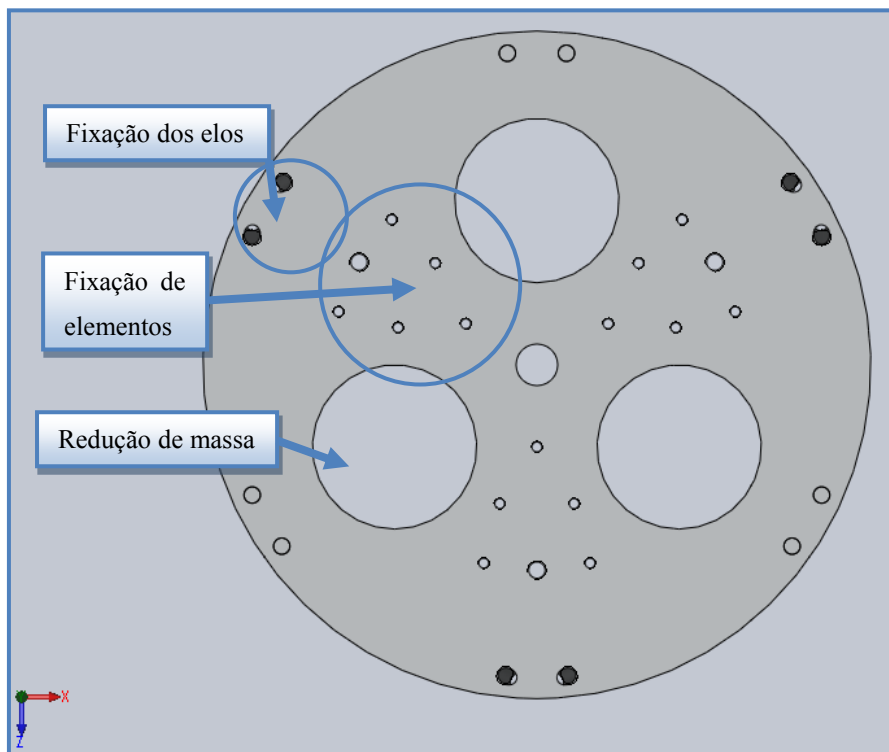 Fixação dos elos
Fixação de
elementos
Redução de massa
X
Z